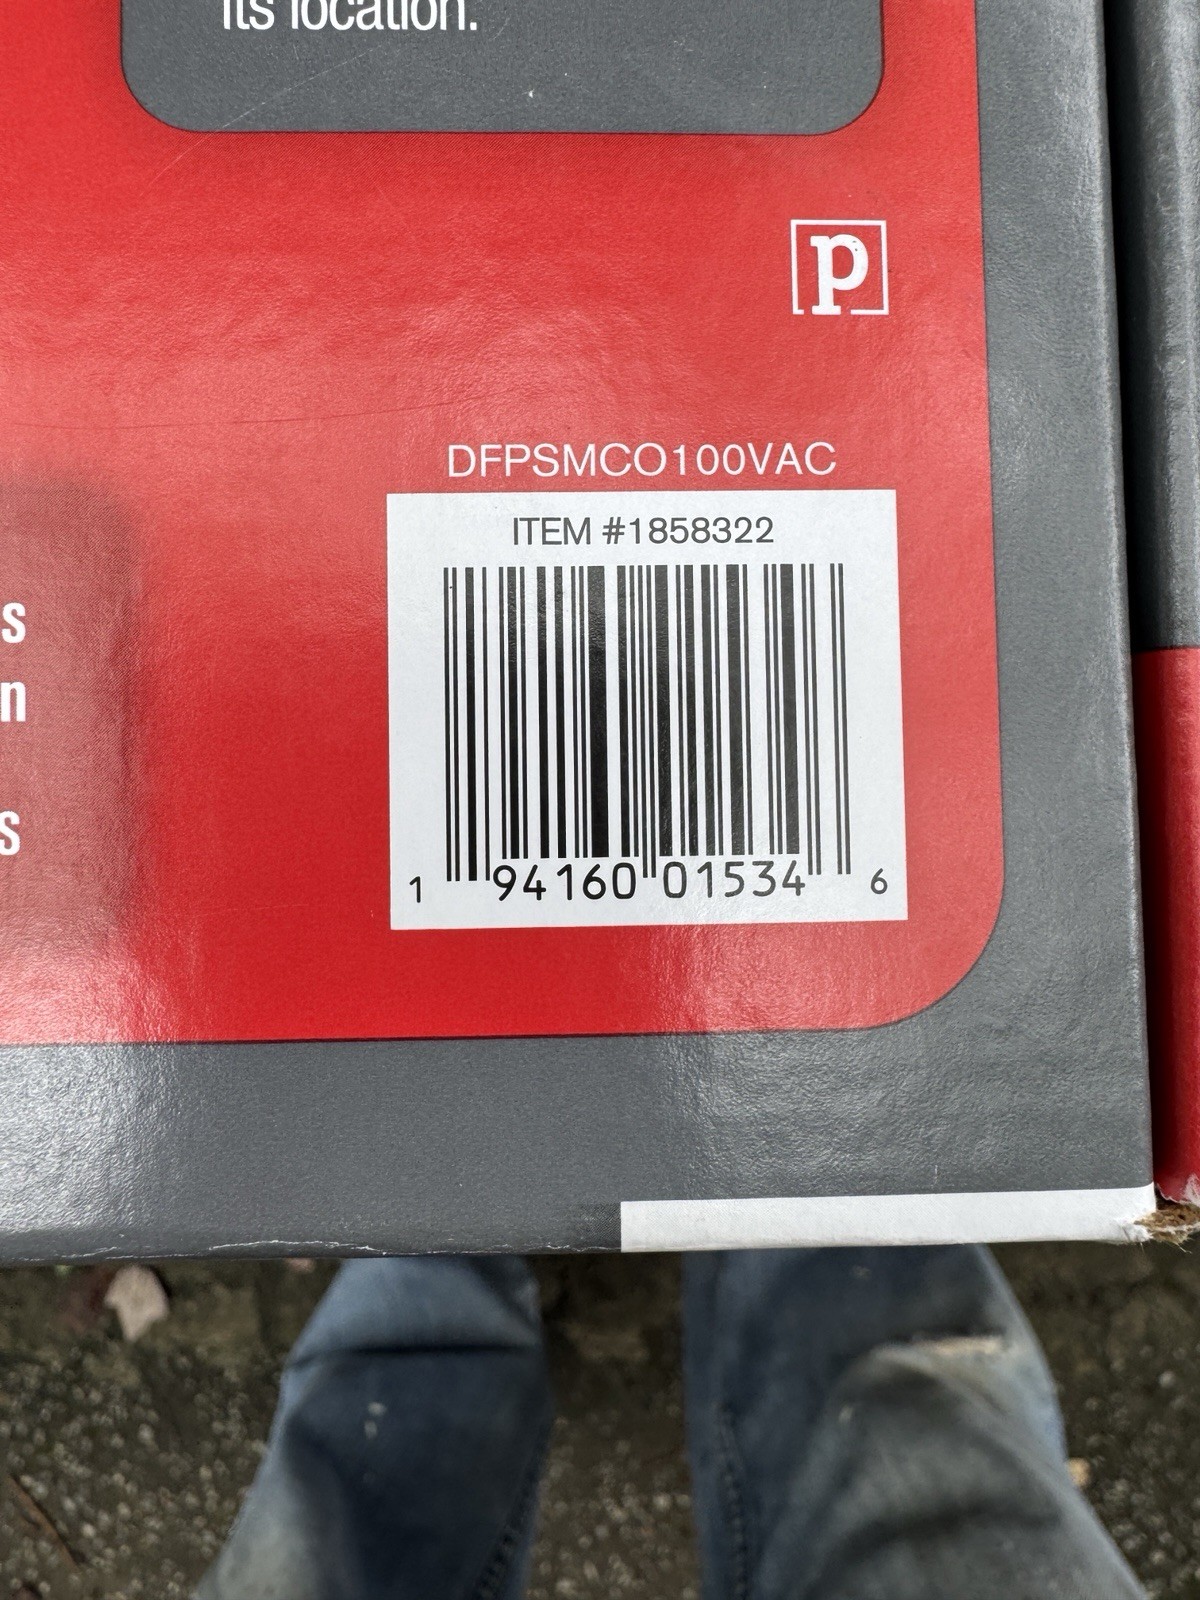 its location.
p
DFPSMCO100VAC
ITEM #1858322
s
n
s
1 94160 01534 6